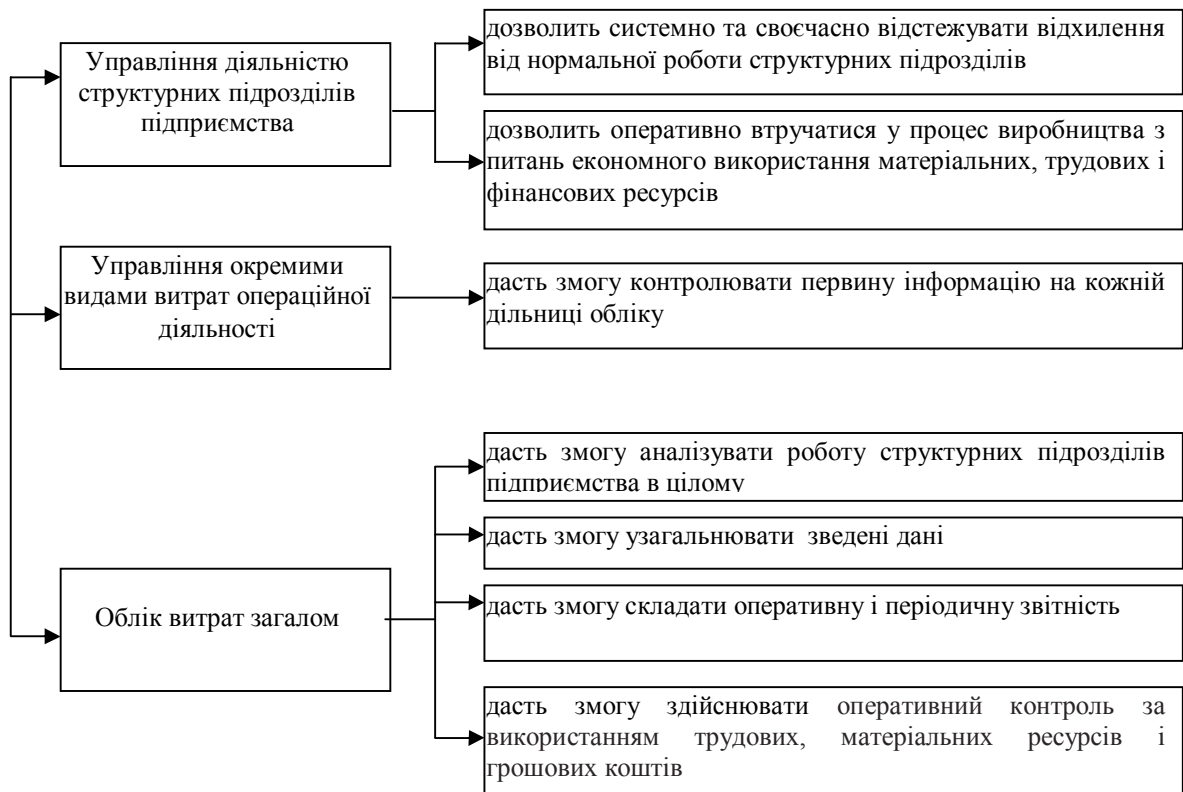 Управління діяльністю
структурних підрозділів
підприємства
дозволить системно та своєчасно відстежувати відхилення
від нормальної роботи структурних підрозділів
дозволить оперативно втручатися у процес виробництва з
питань економного використання матеріальних, трудових і
фінансових ресурсів
Управління окремими
видами витрат операційної
діяльності
дасть змогу контролювати первину інформацію на кожній
дільниці обліку
Облік витрат загалом
дасть змогу аналізувати роботу структурних підрозділів
підприємства в цілому
дасть змогу узагальнювати зведені дані
дасть змогу складати оперативну і періодичну звітність
дасть змогу здійснювати оперативний контроль за
використанням трудових, матеріальних ресурсів і
грошових коштів